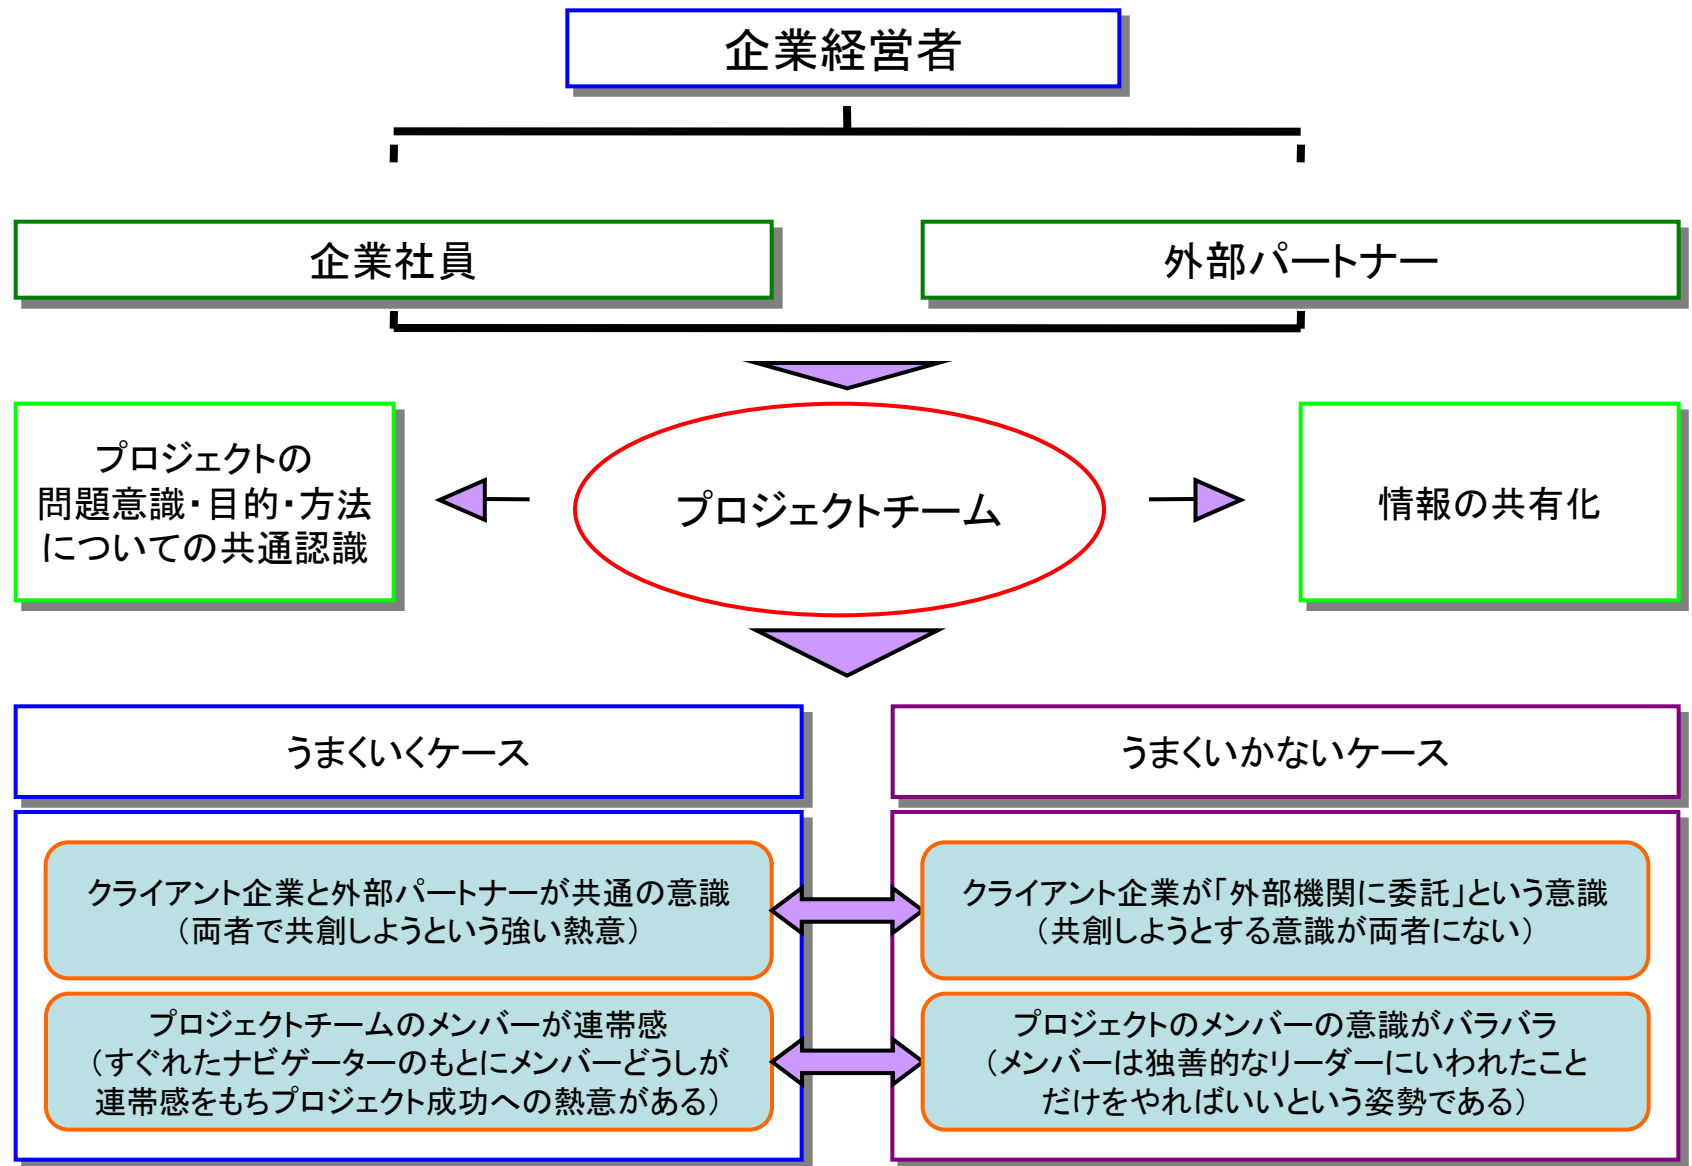 企業経営者
企業社員
外部パートナー
プロジェクトの
問題意識・目的・方法
についての共通認識
プロジェクトチーム
情報の共有化
うまくいくケース
うまくいかないケース
クライアント企業と外部パートナーが共通の意識
（両者で共創しようという強い熱意）
クライアント企業が「外部機関に委託」という意識
（共創しようとする意識が両者にない）
プロジェクトチームのメンバーが連帯感
（すぐれたナビゲーターのもとにメンバーどうしが
連帯感をもちプロジェクト成功への熱意がある）
プロジェクトのメンバーの意識がバラバラ
（メンバーは独善的なリーダーにいわれたこと
だけをやればいいという姿勢である）